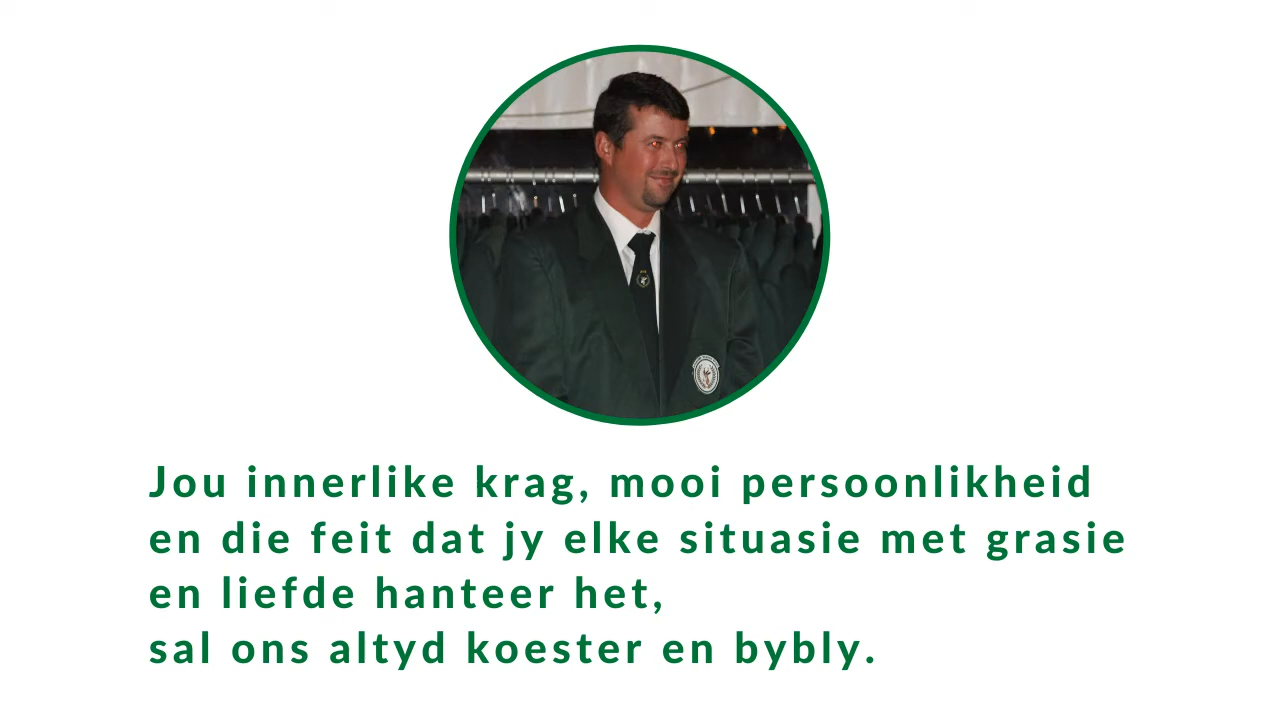 Jou innerlike krag, mooi persoonlikheid
en die feit dat jy elke situasie met grasie
en liefde hanteer het,
sal ons altyd koester en bybly.